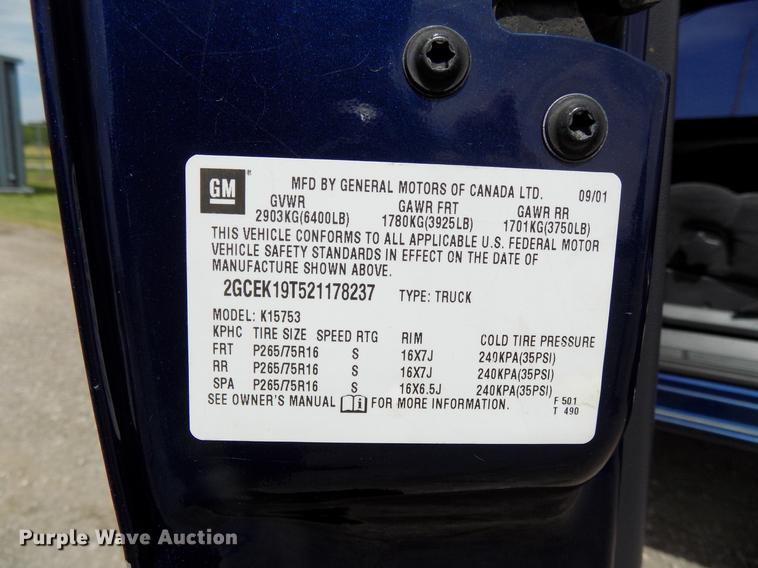 GM ® MFD BY GENERAL MOTORS OF CANADA LTD. 09/01
GVWR GAWR FRT GAWR RR
2903KG(6400LB) 1780KG(3925LB) 1701KG(3750LB)
THIS VEHICLE CONFORMS TO ALL APPLICABLE U.S. FEDERAL MOTOR
VEHICLE SAFETY STANDARDS IN EFFECT ON THE DATE OF
MANUFACTURE SHOWN ABOVE.
2GCEK19T521178237 TYPE: TRUCK
MODEL: K15753
KPHC TIRE SIZE SPEED RTG RIM COLD TIRE PRESSURE
FRT P265/75R16 S 16X7J 240KPA(35PSI)
RR P265/75R16 S 16X7J 240KPA(35PSI)
SPA P265/75R16 S 16X6.5J 240KPA(35PSI)
SEE OWNER'S MANUAL i FOR MORE INFORMATION. F 501
T 490
Purple Wave Auction